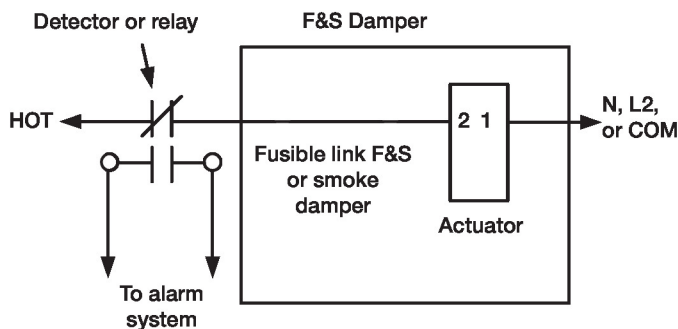 Detector or relay
F&S Damper
HOT
2 1
N, L2,
or COM
Fusible link F&S
or smoke
damper
Actuator
To alarm
system